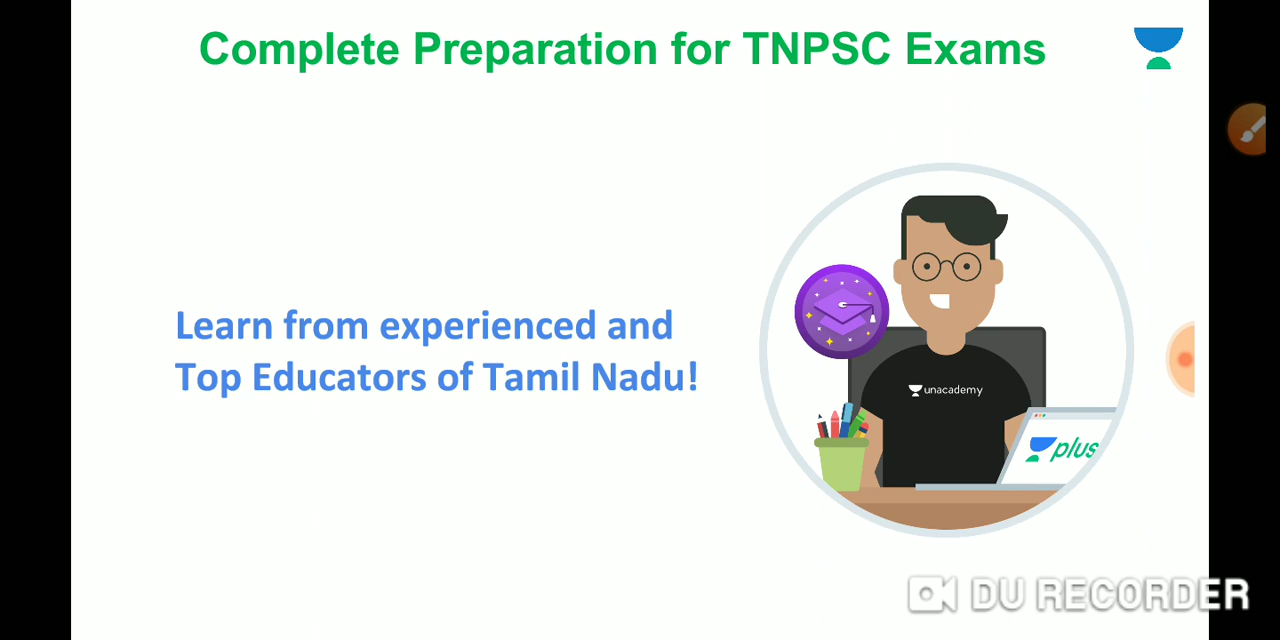 Complete Preparation for TNPSC Exams
Learn from experienced and
Top Educators of Tamil Nadu!
unacademy
plus
DU RECORDER